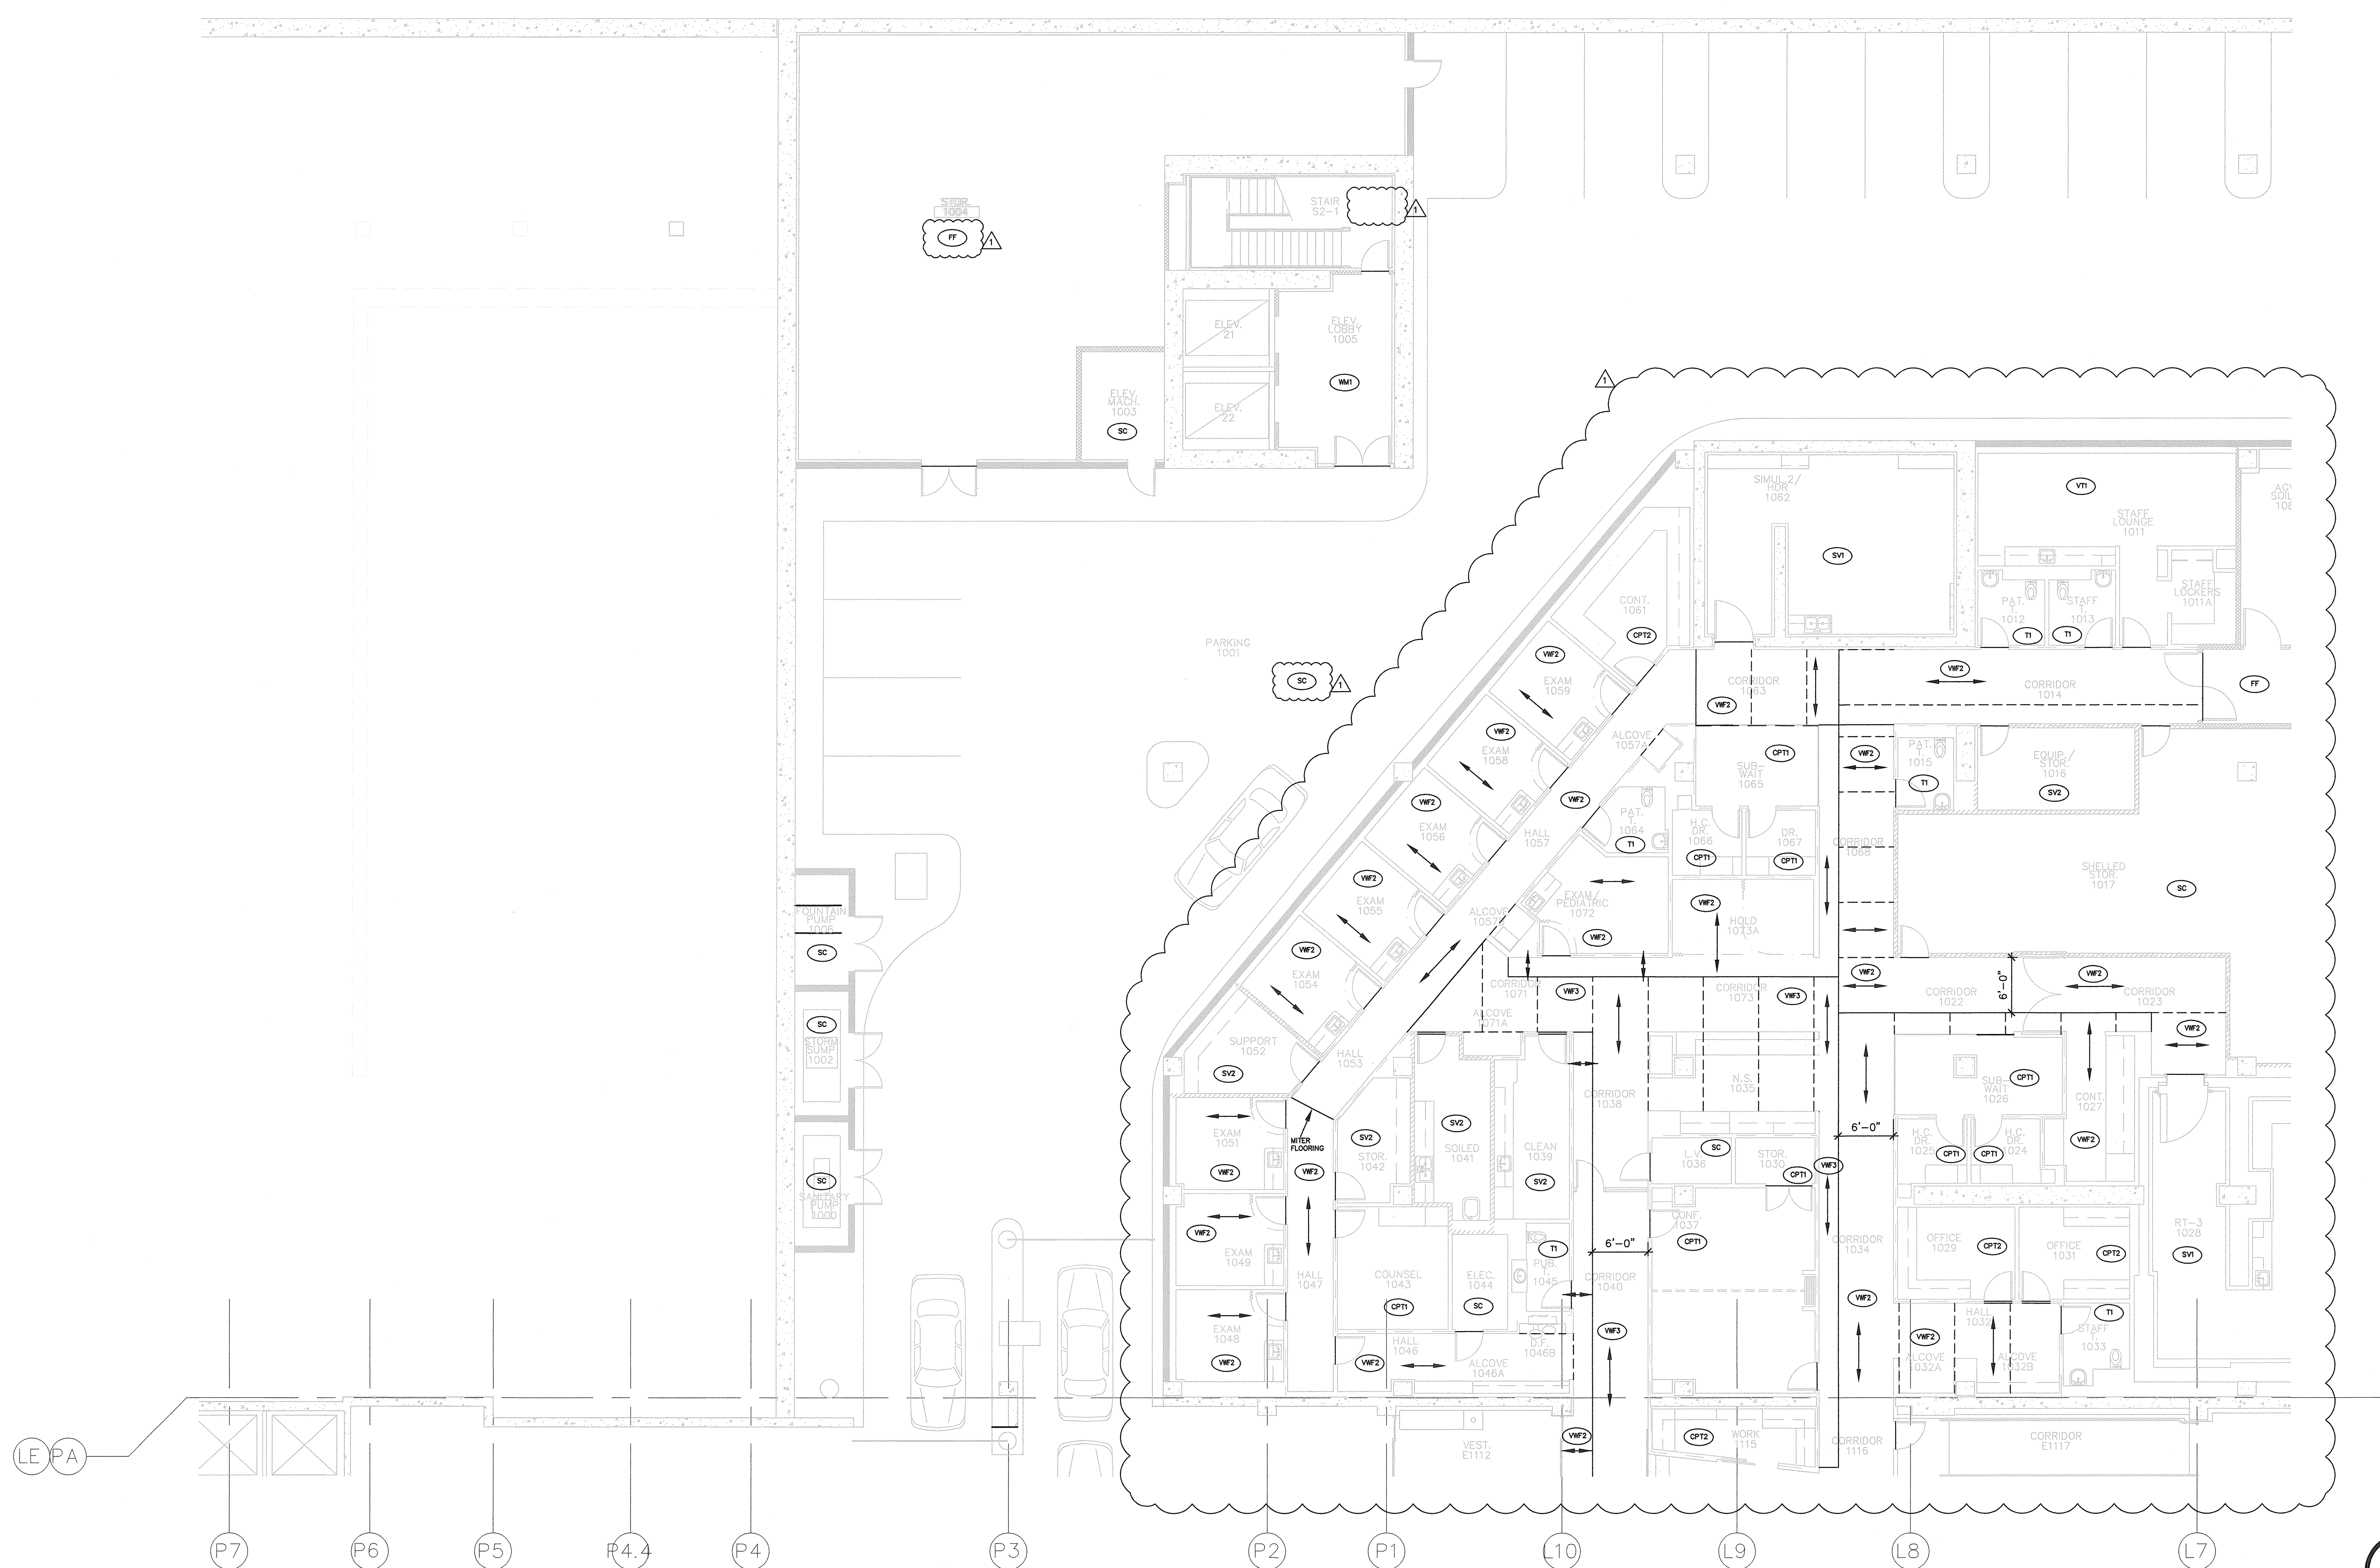 STOR.
1004
FF
1
STAIR
S2-1
1
ELEV.
21
ELEV.
LOBBY
1005
WM1
ELEV.
22
ELEV.
MACH.
1003
SC
1
SIMUL.2/
HDR
1062
SV1
VT1
STAFF
LOUNGE
1011
STAFF
LOCKERS
1011A
PAT.
T.
1012
T1
STAFF
T.
1013
T1
CONT.
1061
CPT2
PARKING
1001
SC
1
VWF2
EXAM
1059
CORRIDOR
1063
VWF2
VWF2
CORRIDOR
1014
FF
VWF2
EXAM
1058
ALCOVE
1057A
CPT1
SUB-
WAIT
1065
VWF2
PAT.
T.
1015
T1
EQUIP./
STOR.
1016
SV2
VWF2
EXAM
1056
VWF2
HALL
1057
PAT.
T.
1064
T1
H.C.
DR.
1066
CPT1
DR.
1067
CPT1
CORRIDOR
1068
SHELLED
STOR.
1017
SC
VWF2
EXAM
1055
ALCOVE
EXAM/
PEDIATRIC
1072
VWF2
VWF2
HOLD
1073A
FOUNTAIN
PUMP
1006
SC
VWF2
EXAM
1054
CORRIDOR
1071
VWF3
CORRIDOR
1073
VWF3
VWF2
CORRIDOR
1022
6'-0"
VWF2
CORRIDOR
1023
VWF2
SC
STORM
SUMP
1002
SUPPORT
1052
SV2
HALL
1053
ALCOVE
1071A
CORRIDOR
1038
N.S.
1035
SUB-
WAIT
1026
CPT1
CONT.
1027
VWF2
EXAM
1051
VWF2
MITER
FLOORING
VWF2
SV2
STOR.
1042
SV2
SOILED
1041
CLEAN
1039
SV2
L.V.
1036
SC
STOR.
1030
CPT1
VWF3
6'-0"
H.C.
DR.
1025
CPT1
H.C.
DR.
1024
CPT1
SC
SANITARY
PUMP
1000
VWF2
EXAM
1049
HALL
1047
COUNSEL
1043
CPT1
ELEC.
1044
SC
T1
PUB.
T.
1045
6'-0"
CORRIDOR
1040
CONF.
1037
CPT1
CORRIDOR
1034
VWF2
OFFICE
1029
CPT2
OFFICE
1031
CPT2
RT-3
1028
SV1
EXAM
1048
VWF2
VWF2
HALL
1046
ALCOVE
1046A
D.F.
1046B
VWF3
HALL
1032
VWF2
ALCOVE
1032A
ALCOVE
1032B
T1
STAFF
T.
1033
VEST.
E1112
VWF2
CPT2
WORK
1115
CORRIDOR
1116
CORRIDOR
E1117
LE
PA
P7
P6
P5
P4.4
P4
P3
P2
P1
L10
L9
L8
L7